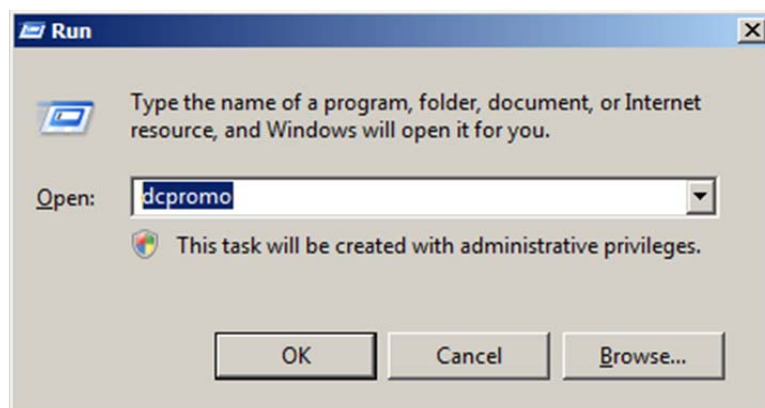 Run
Type the name of a program, folder, document, or Internet
resource, and Windows will open it for you.
Open: dcpromo
This task will be created with administrative privileges.
OK Cancel Browse...